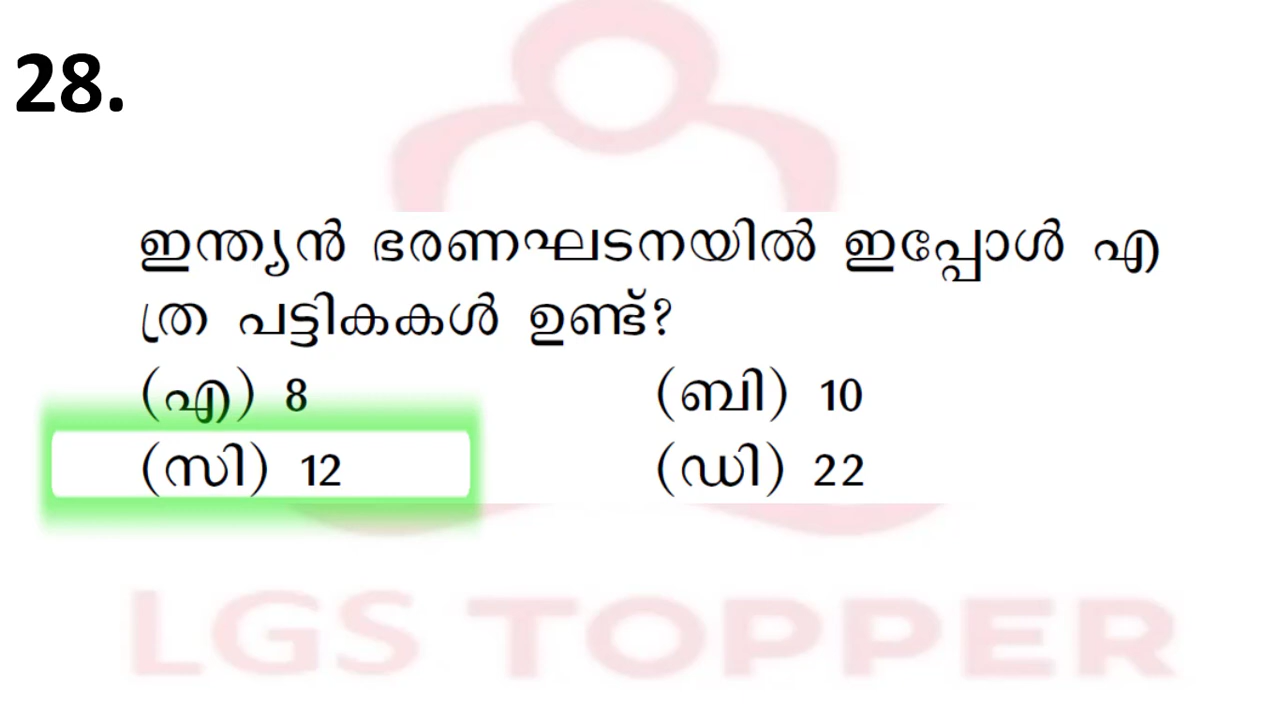 28.
ഇന്ത്യൻ ഭരണഘടനയിൽ ഇപ്പോൾ എ
ത്ര പട്ടികകൾ ഉണ്ട്?
(എ) 8 (ബി) 10
(സി) 12 (ഡി) 22
LGS TOPPER